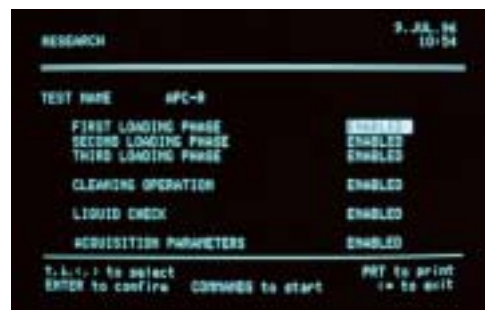 RESEARCH 9.JUL.96
10:54
TEST NAME APC-R
FIRST LOADING PHASE ENABLED
SECOND LOADING PHASE ENABLED
THIRD LOADING PHASE ENABLED
CLEANING OPERATION ENABLED
LIQUID CHECK ENABLED
ACQUISITION PARAMETERS ENABLED
to select PRT to print
ENTER to confirm COMMANDS to start to exit